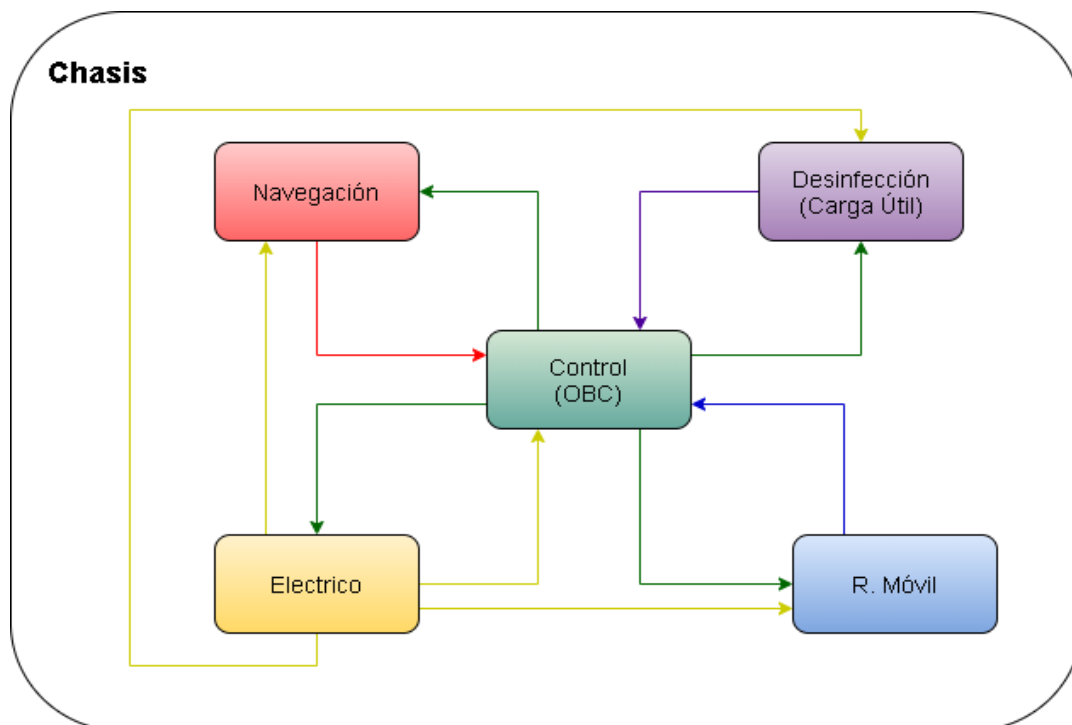 Chasis
Navegación
Desinfección
(Carga Útil)
Control
(OBC)
Electrico
R. Móvil